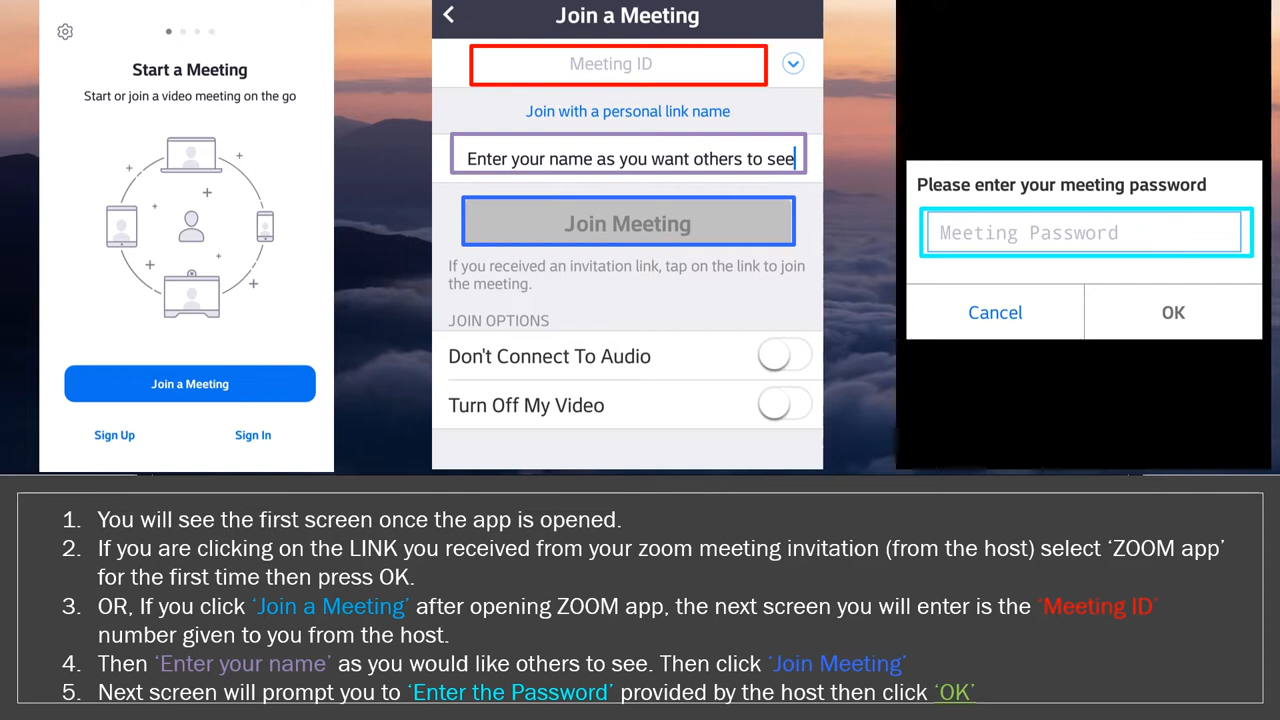 Start a Meeting
Start or join a video meeting on the go
Join a Meeting
Sign Up
Sign In
Join a Meeting
Meeting ID
Join with a personal link name
Enter your name as you want others to see
Join Meeting
If you received an invitation link, tap on the link to join
the meeting.
JOIN OPTIONS
Don't Connect To Audio
Turn Off My Video
Please enter your meeting password
Meeting Password
Cancel
OK
1. You will see the first screen once the app is opened.
2. If you are clicking on the LINK you received from your zoom meeting invitation (from the host) select ‘ZOOM app’
for the first time then press OK.
3. OR, If you click ‘Join a Meeting’ after opening ZOOM app, the next screen you will enter is the ‘Meeting ID’
number given to you from the host.
4. Then ‘Enter your name’ as you would like others to see. Then click ‘Join Meeting’
5. Next screen will prompt you to ‘Enter the Password’ provided by the host then click ‘OK’